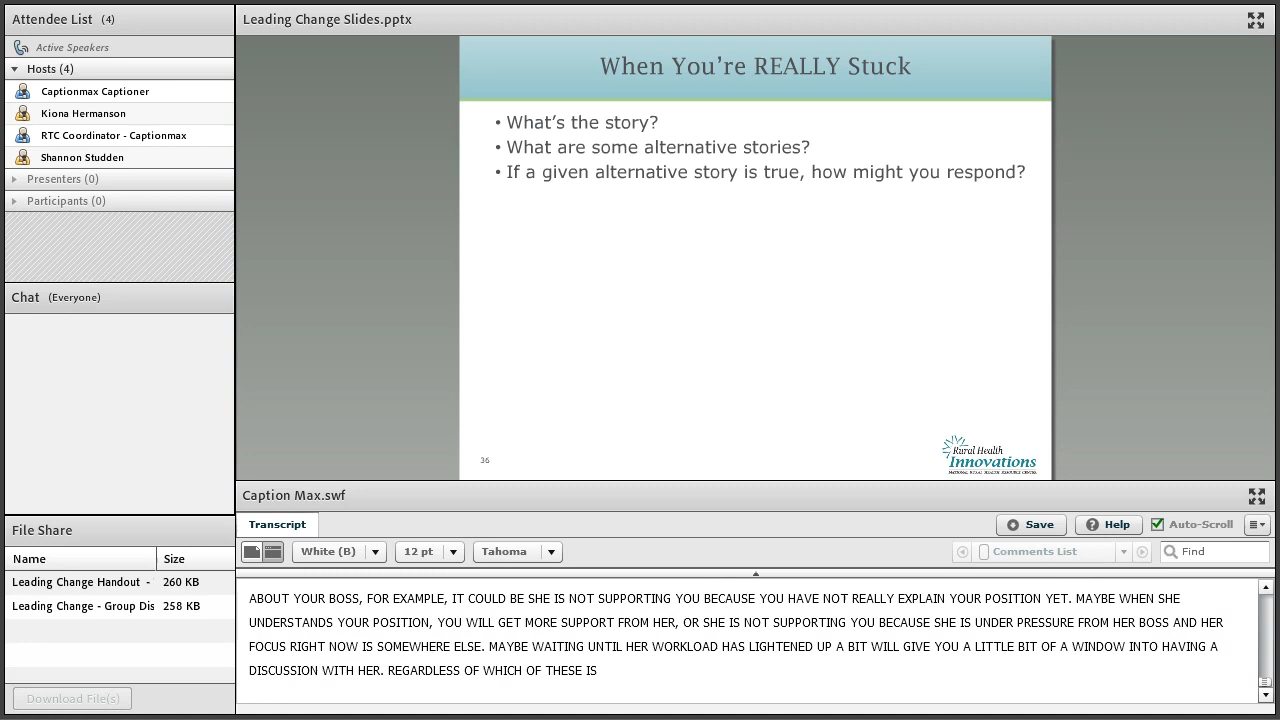 Attendee List (4)
Active Speakers
Hosts (4)
Captionmax Captioner
Kiona Hermanson
RTC Coordinator - Captionmax
Shannon Studden
Presenters (0)
Participants (0)
Chat (Everyone)
File Share
Name Size
Leading Change Handout - 260 KB
Leading Change - Group Dis 258 KB
Download File(s)
Leading Change Slides.pptx
When You’re REALLY Stuck
• What’s the story?
• What are some alternative stories?
• If a given alternative story is true, how might you respond?
36
Rural Health
Innovations
NATIONAL RURAL HEALTH RESOURCE CENTER
Caption Max.swf
Transcript Save Help Auto-Scroll
White (B) 12 pt Tahoma Comments List Find
ABOUT YOUR BOSS, FOR EXAMPLE, IT COULD BE SHE IS NOT SUPPORTING YOU BECAUSE YOU HAVE NOT REALLY EXPLAIN YOUR POSITION YET. MAYBE WHEN SHE
UNDERSTANDS YOUR POSITION, YOU WILL GET MORE SUPPORT FROM HER, OR SHE IS NOT SUPPORTING YOU BECAUSE SHE IS UNDER PRESSURE FROM HER BOSS AND HER
FOCUS RIGHT NOW IS SOMEWHERE ELSE. MAYBE WAITING UNTIL HER WORKLOAD HAS LIGHTENED UP A BIT WILL GIVE YOU A LITTLE BIT OF A WINDOW INTO HAVING A
DISCUSSION WITH HER. REGARDLESS OF WHICH OF THESE IS